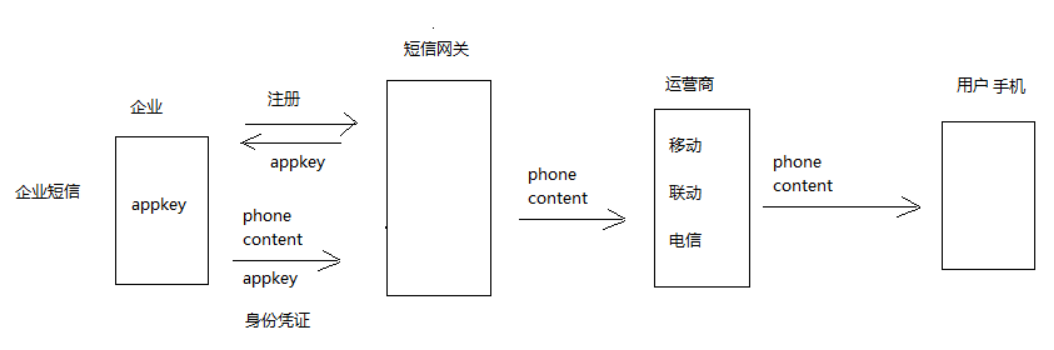 短信网关
企业
注册
appkey
企业短信
appkey
phone
content
appkey
身份凭证
phone
content
运营商
移动
联动
电信
phone
content
用户 手机